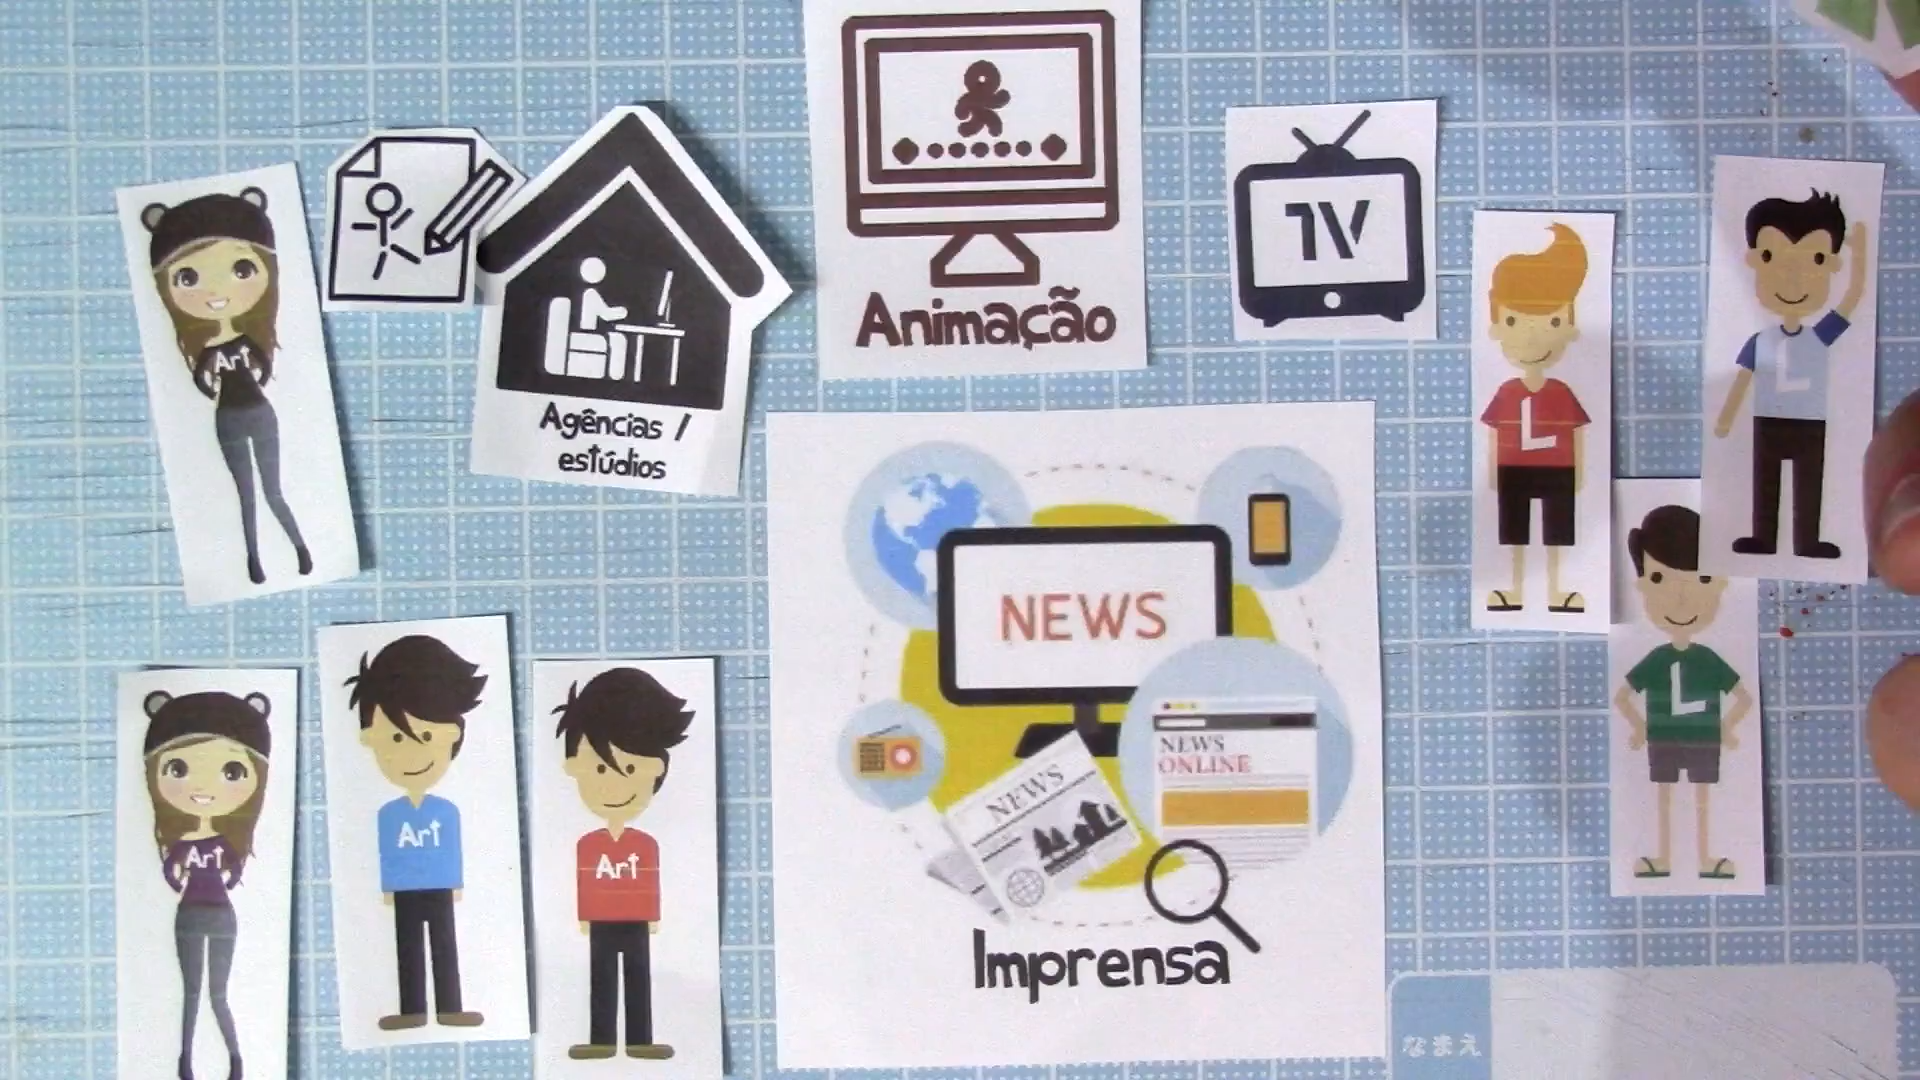 Animação
TV
Art
Agências /
estúdios
L
L
L
NEWS
NEWS
ONLINE
NEWS
Imprensa
Art
Art
Art
なまえ